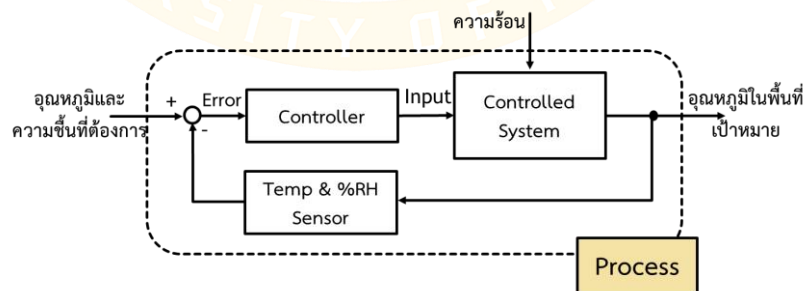 ความร้อน
อุณหภูมิและ
ความชื้นที่ต้องการ
+
Error
-
Controller
Input
Controlled
System
อุณหภูมิในพื้นที่
เป้าหมาย
Temp & %RH
Sensor
Process